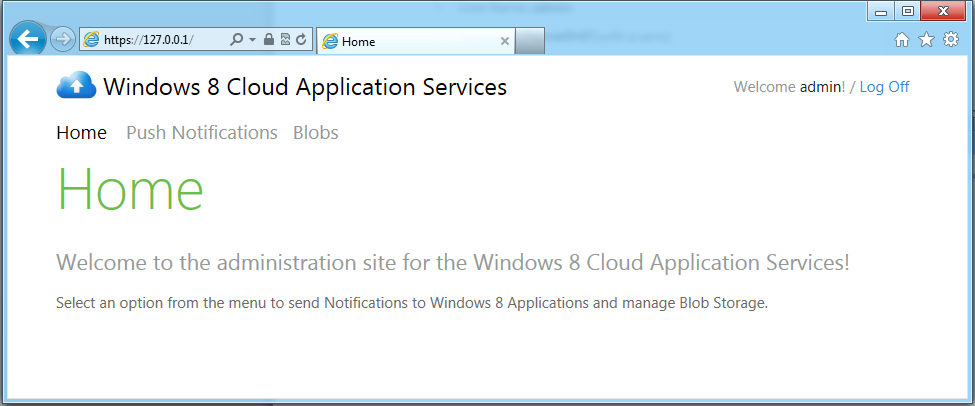 https://127.0.0.1/
Home
Windows 8 Cloud Application Services
Welcome admin! / Log Off
Home Push Notifications Blobs
Home
Welcome to the administration site for the Windows 8 Cloud Application Services!
Select an option from the menu to send Notifications to Windows 8 Applications and manage Blob Storage.